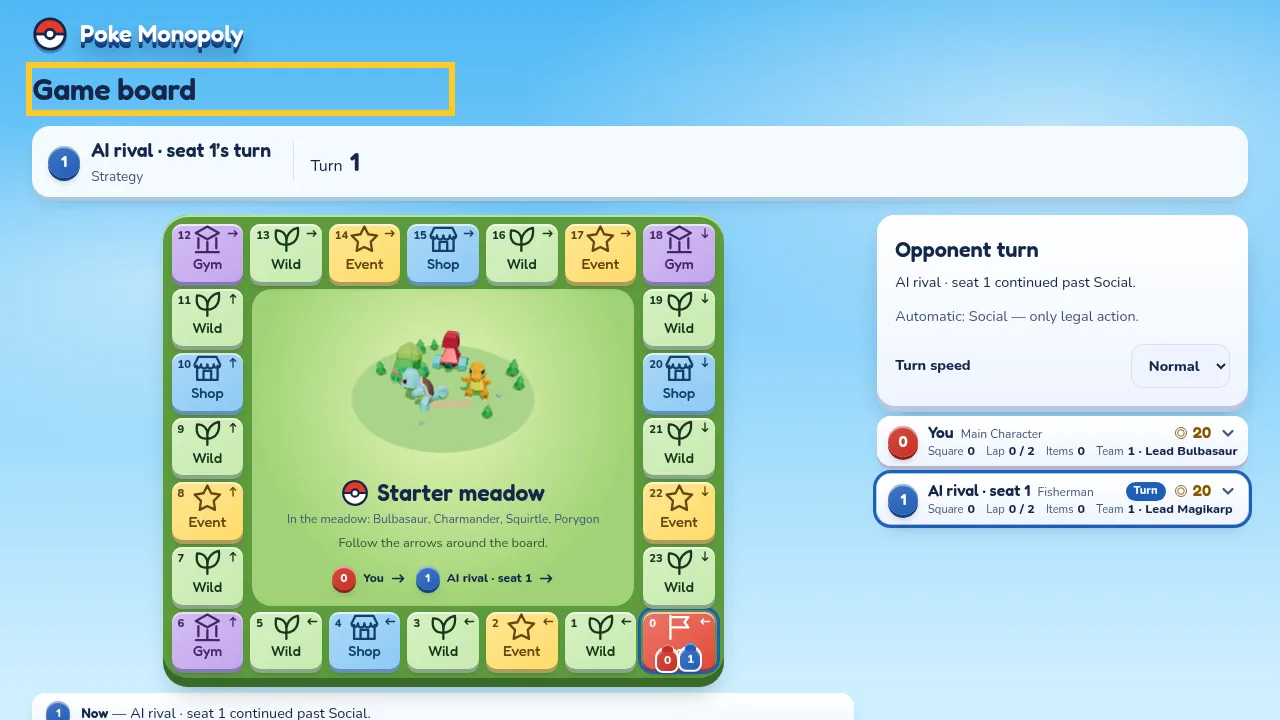 Poke Monopoly
Game board
1
AI rival · seat 1's turn
Strategy
Turn 1
12 → Gym
13 → Wild
14 → Event
15 → Shop
16 → Wild
17 → Event
18 ↓ Gym
11 ↑ Wild
19 ↓ Wild
10 ↑ Shop
20 ↓ Shop
9 ↑ Wild
21 ↓ Wild
8 ↑ Event
22 ↓ Event
7 ↑ Wild
23 ↓ Wild
Starter meadow
In the meadow: Bulbasaur, Charmander, Squirtle, Porygon
Follow the arrows around the board.
0 You → 1 AI rival · seat 1 →
6 ↑ Gym
5 ← Wild
4 ← Shop
3 ← Wild
2 ← Event
1 ← Wild
0 ←
0 1
Opponent turn
AI rival · seat 1 continued past Social.
Automatic: Social — only legal action.
Turn speed Normal
0 You Main Character 20
Square 0 Lap 0 / 2 Items 0 Team 1 · Lead Bulbasaur
1 AI rival · seat 1 Fisherman Turn 20
Square 0 Lap 0 / 2 Items 0 Team 1 · Lead Magikarp
1 Now — AI rival · seat 1 continued past Social.